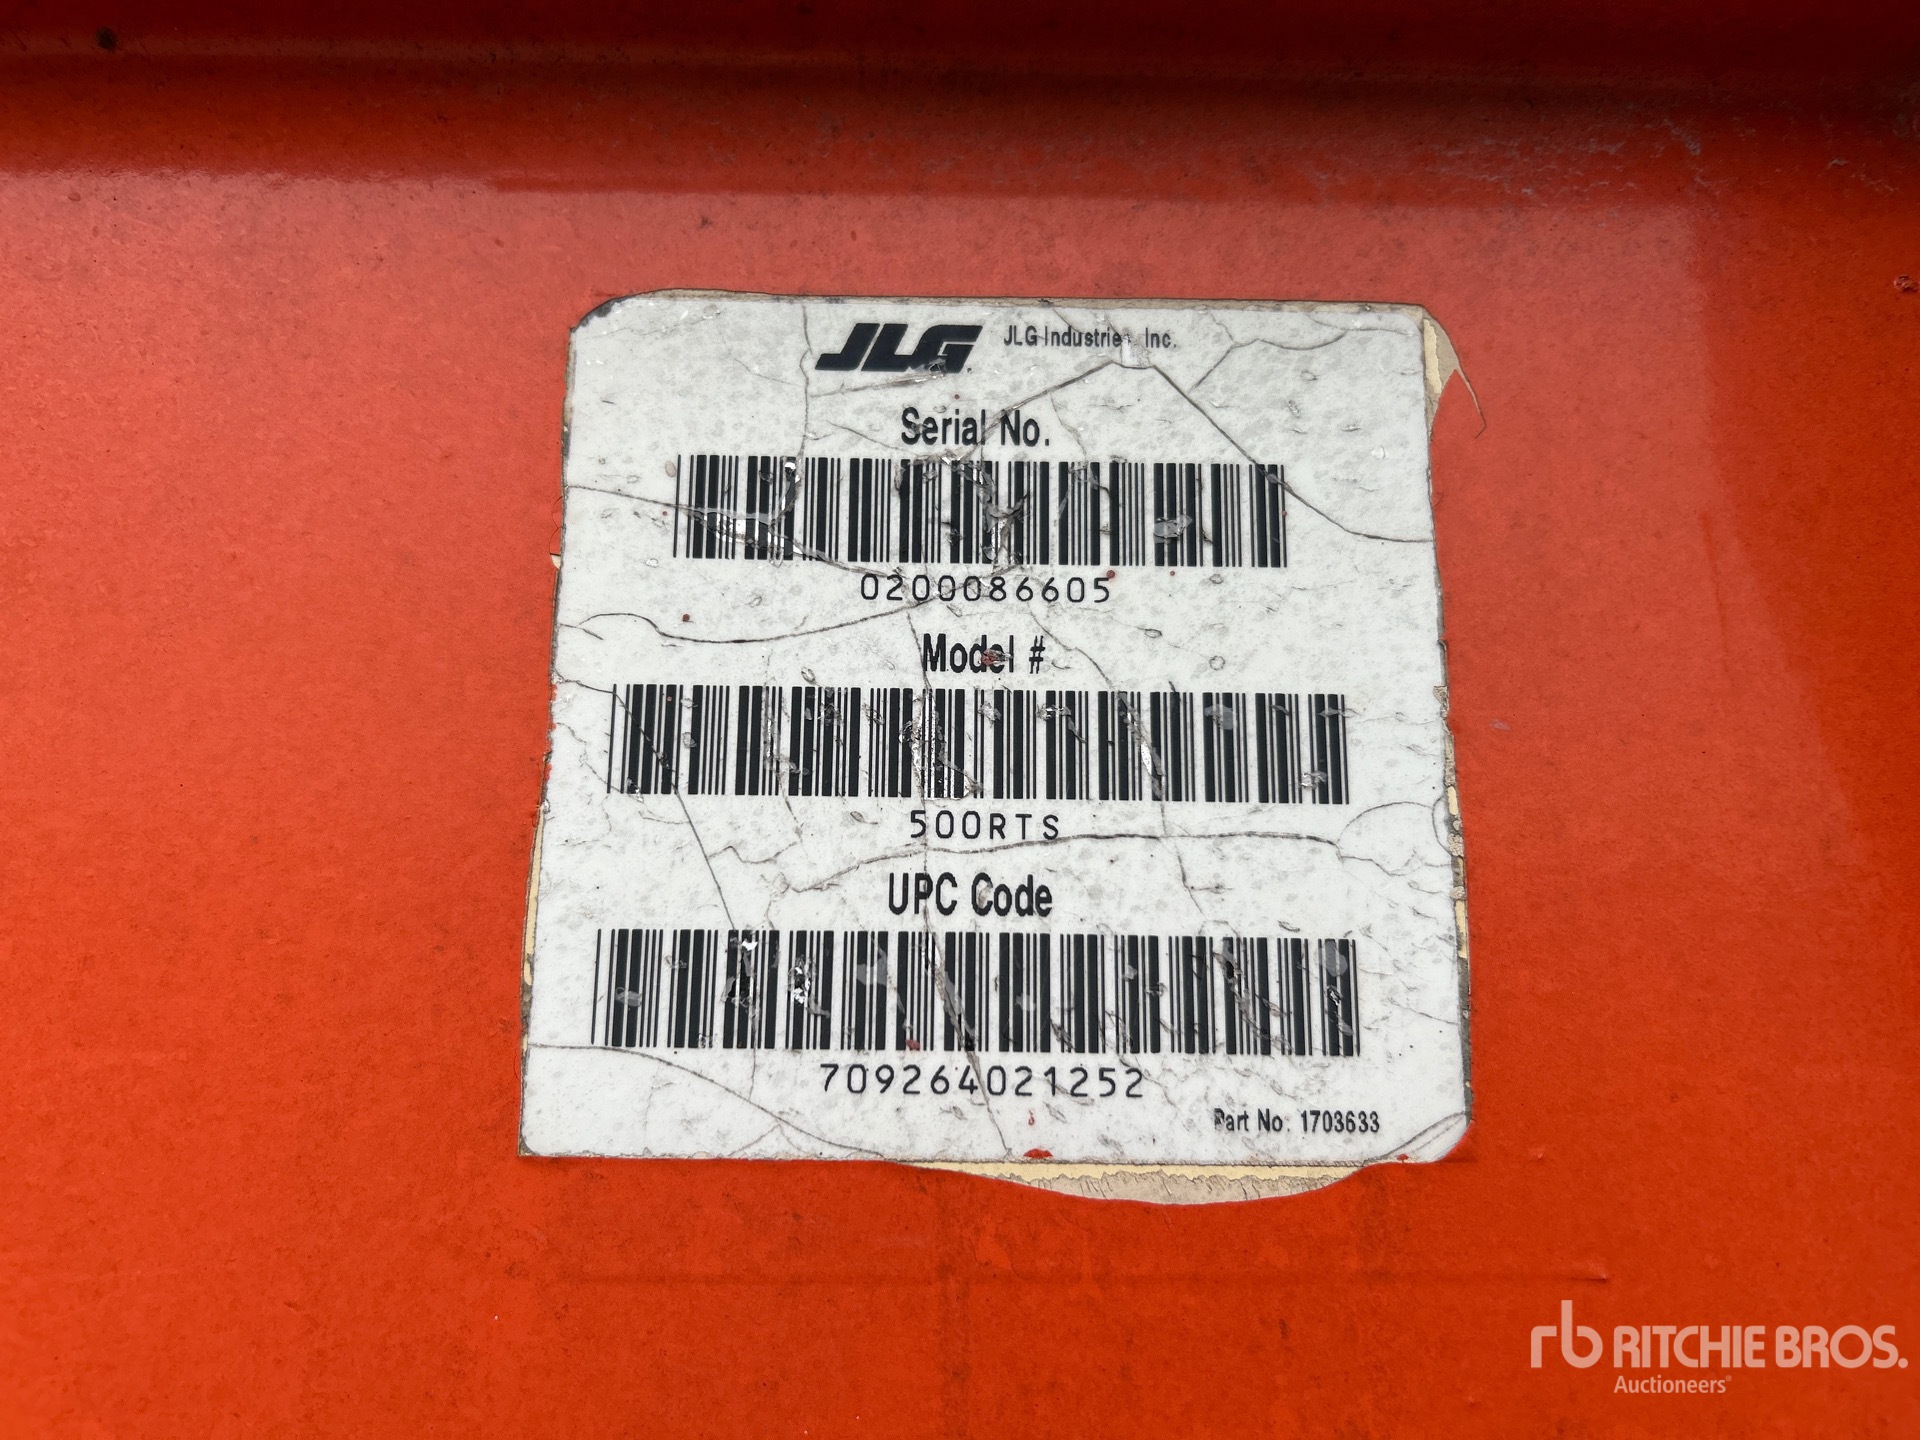 JLG JLG Industries, Inc.
Serial No.
0200086605
Model #
500RTS
UPC Code
709264021252
Part No. 1703633
rb RITCHIE BROS.
Auctioneers®